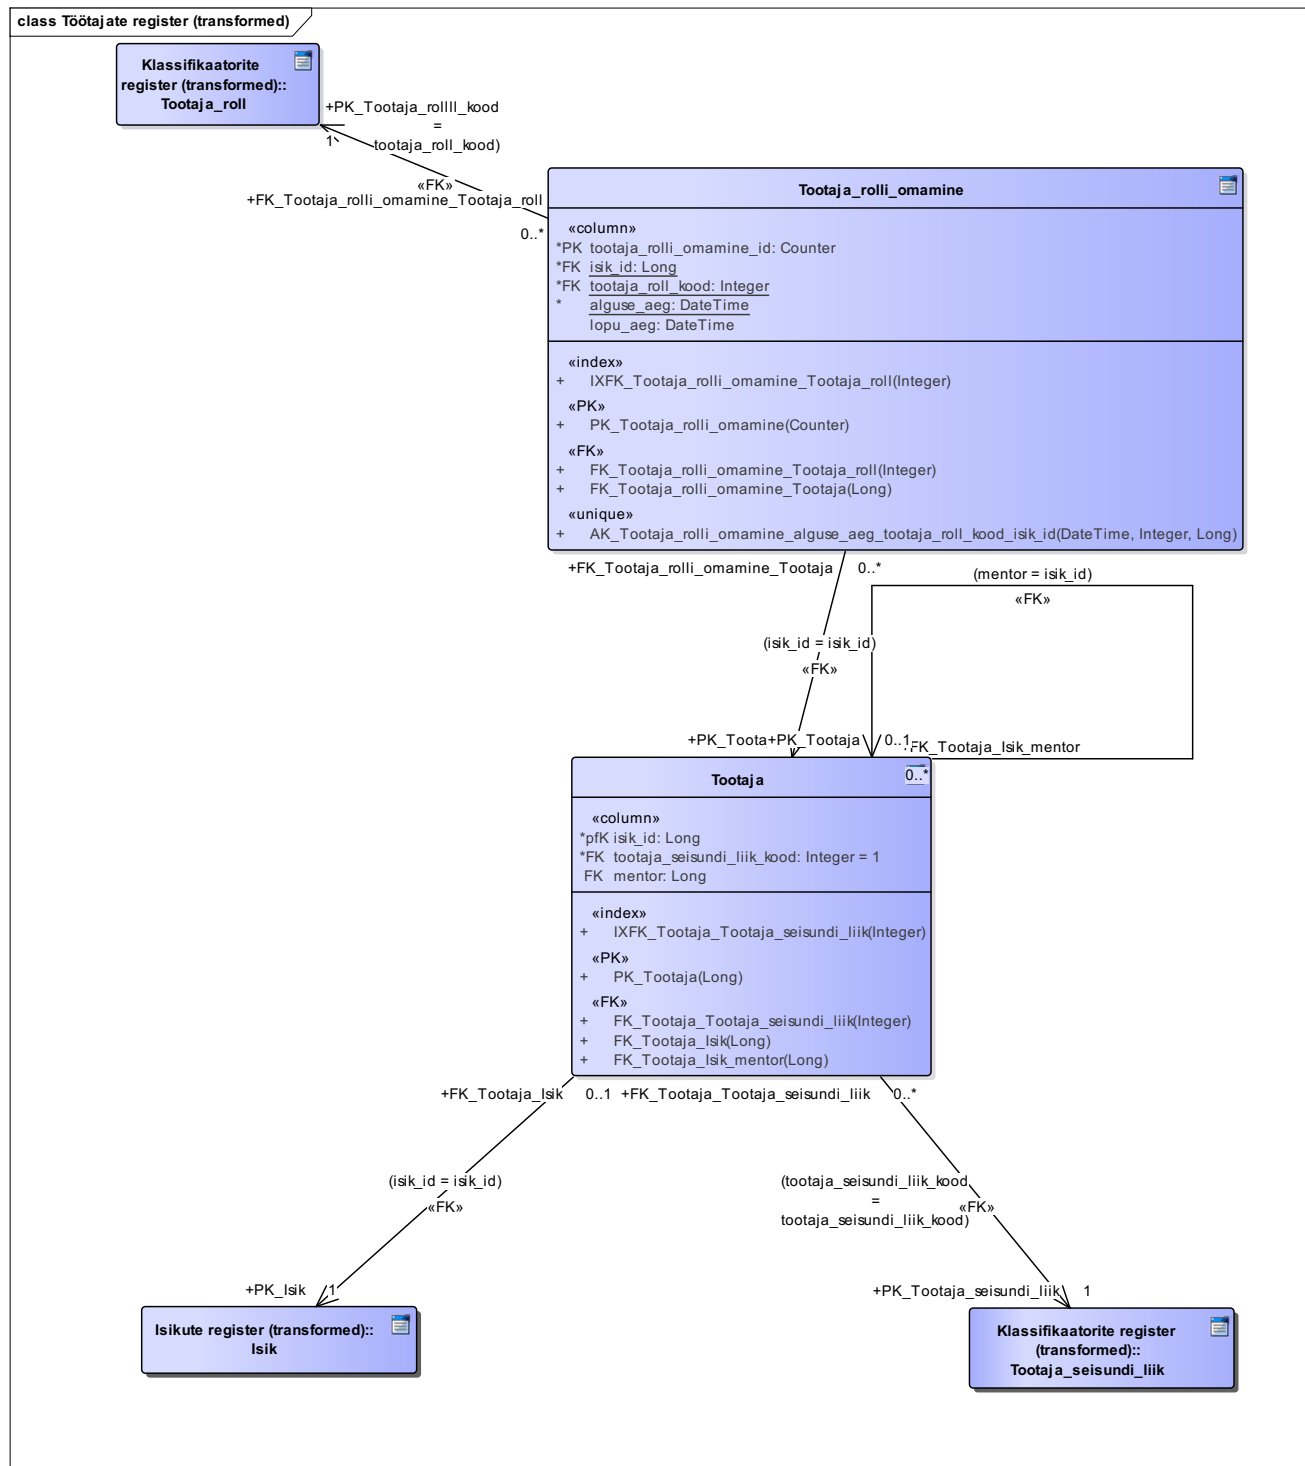 class Töötajate register (transformed)
Klassifikaatorite
register (transformed)::
Tootaja_roll
+PK_Tootaja_rollll_kood
=
1
tootaja_roll_kood)
«FK»
+FK_Tootaja_rolli_omamine_Tootaja_roll
0..*
Tootaja_rolli_omamine
«column»
*PK tootaja_rolli_omamine_id: Counter
*FK isik_id: Long
*FK tootaja_roll_kood: Integer
* alguse_aeg: DateTime
lopu_aeg: DateTime
«index»
+ IXFK_Tootaja_rolli_omamine_Tootaja_roll(Integer)
«PK»
+ PK_Tootaja_rolli_omamine(Counter)
«FK»
+ FK_Tootaja_rolli_omamine_Tootaja_roll(Integer)
+ FK_Tootaja_rolli_omamine_Tootaja(Long)
«unique»
+ AK_Tootaja_rolli_omamine_alguse_aeg_tootaja_roll_kood_isik_id(DateTime, Integer, Long)
+FK_Tootaja_rolli_omamine_Tootaja 0..*
(mentor = isik_id)
«FK»
(isik_id = isik_id)
«FK»
+PK_Toota+PK_Tootaja 0..1
FK_Tootaja_Isik_mentor
Tootaja
0..*
«column»
*pfK isik_id: Long
*FK tootaja_seisundi_liik_kood: Integer = 1
FK mentor: Long
«index»
+ IXFK_Tootaja_Tootaja_seisundi_liik(Integer)
«PK»
+ PK_Tootaja(Long)
«FK»
+ FK_Tootaja_Tootaja_seisundi_liik(Integer)
+ FK_Tootaja_Isik(Long)
+ FK_Tootaja_Isik_mentor(Long)
+FK_Tootaja_Isik 0..1 +FK_Tootaja_Tootaja_seisundi_liik 0..*
(isik_id = isik_id)
«FK»
(tootaja_seisundi_liik_kood
=
«FK»
tootaja_seisundi_liik_kood)
+PK_Isik 1
+PK_Tootaja_seisundi_liik 1
Isikute register (transformed)::
Isik
Klassifikaatorite register
(transformed)::
Tootaja_seisundi_liik